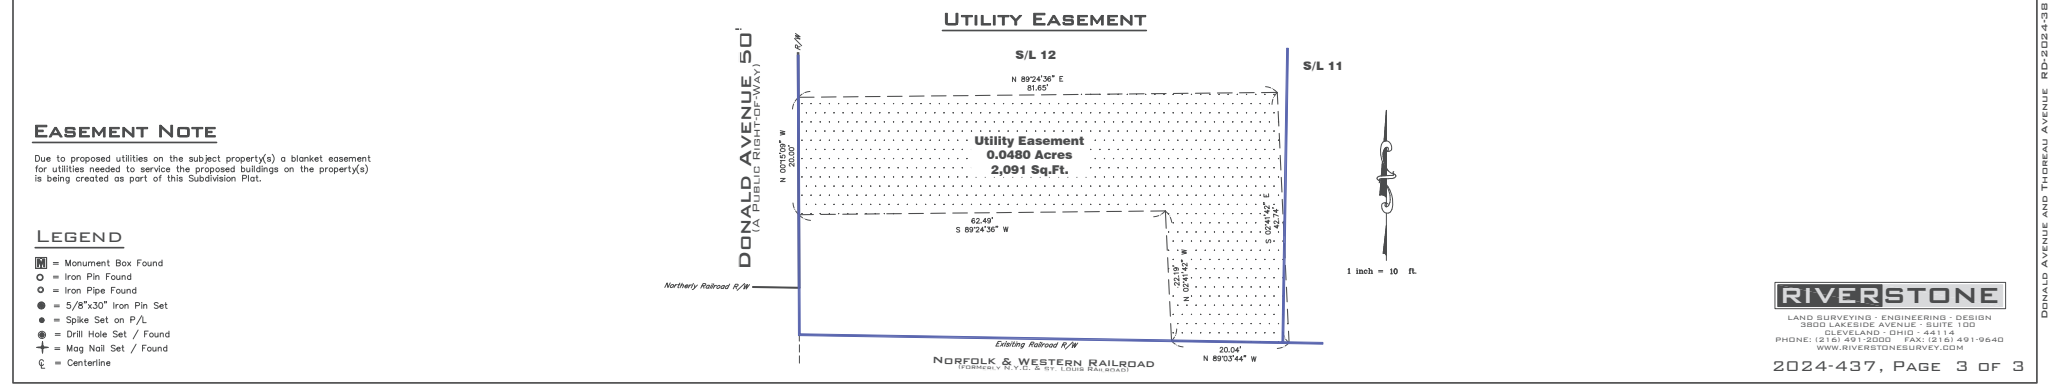 UTILITY EASEMENT
DONALD AVENUE 50'
(A PUBLIC RIGHT-OF-WAY)
R/W
S/L 12
S/L 11
N 89°24'36" E
81.65'
N 00°15'09" W
20.00'
Utility Easement
0.0480 Acres
2,091 Sq.Ft.
62.49'
S 89°24'36" W
S 02°41'42" E
42.74'
22.19'
N 02°41'42" W
Northerly Railroad R/W
Exisiting Railroad R/W
20.04'
N 89°03'44" W
NORFOLK & WESTERN RAILROAD
(FORMERLY N.Y.C. & ST. LOUIS RAILROAD)
1 inch = 10 ft.
EASEMENT NOTE
Due to proposed utilities on the subject property(s) a blanket easement
for utilities needed to service the proposed buildings on the property(s)
is being created as part of this Subdivision Plat.
LEGEND
M = Monument Box Found
= Iron Pin Found
= Iron Pipe Found
= 5/8"x30" Iron Pin Set
= Spike Set on P/L
= Drill Hole Set / Found
= Mag Nail Set / Found
℄ = Centerline
RIVERSTONE
LAND SURVEYING - ENGINEERING - DESIGN
3800 LAKESIDE AVENUE - SUITE 100
CLEVELAND - OHIO - 44114
PHONE: (216) 491-2000 FAX: (216) 491-9640
WWW.RIVERSTONESURVEY.COM
2024-437, PAGE 3 OF 3
DONALD AVENUE AND THOREAU AVENUE RD-2024-38